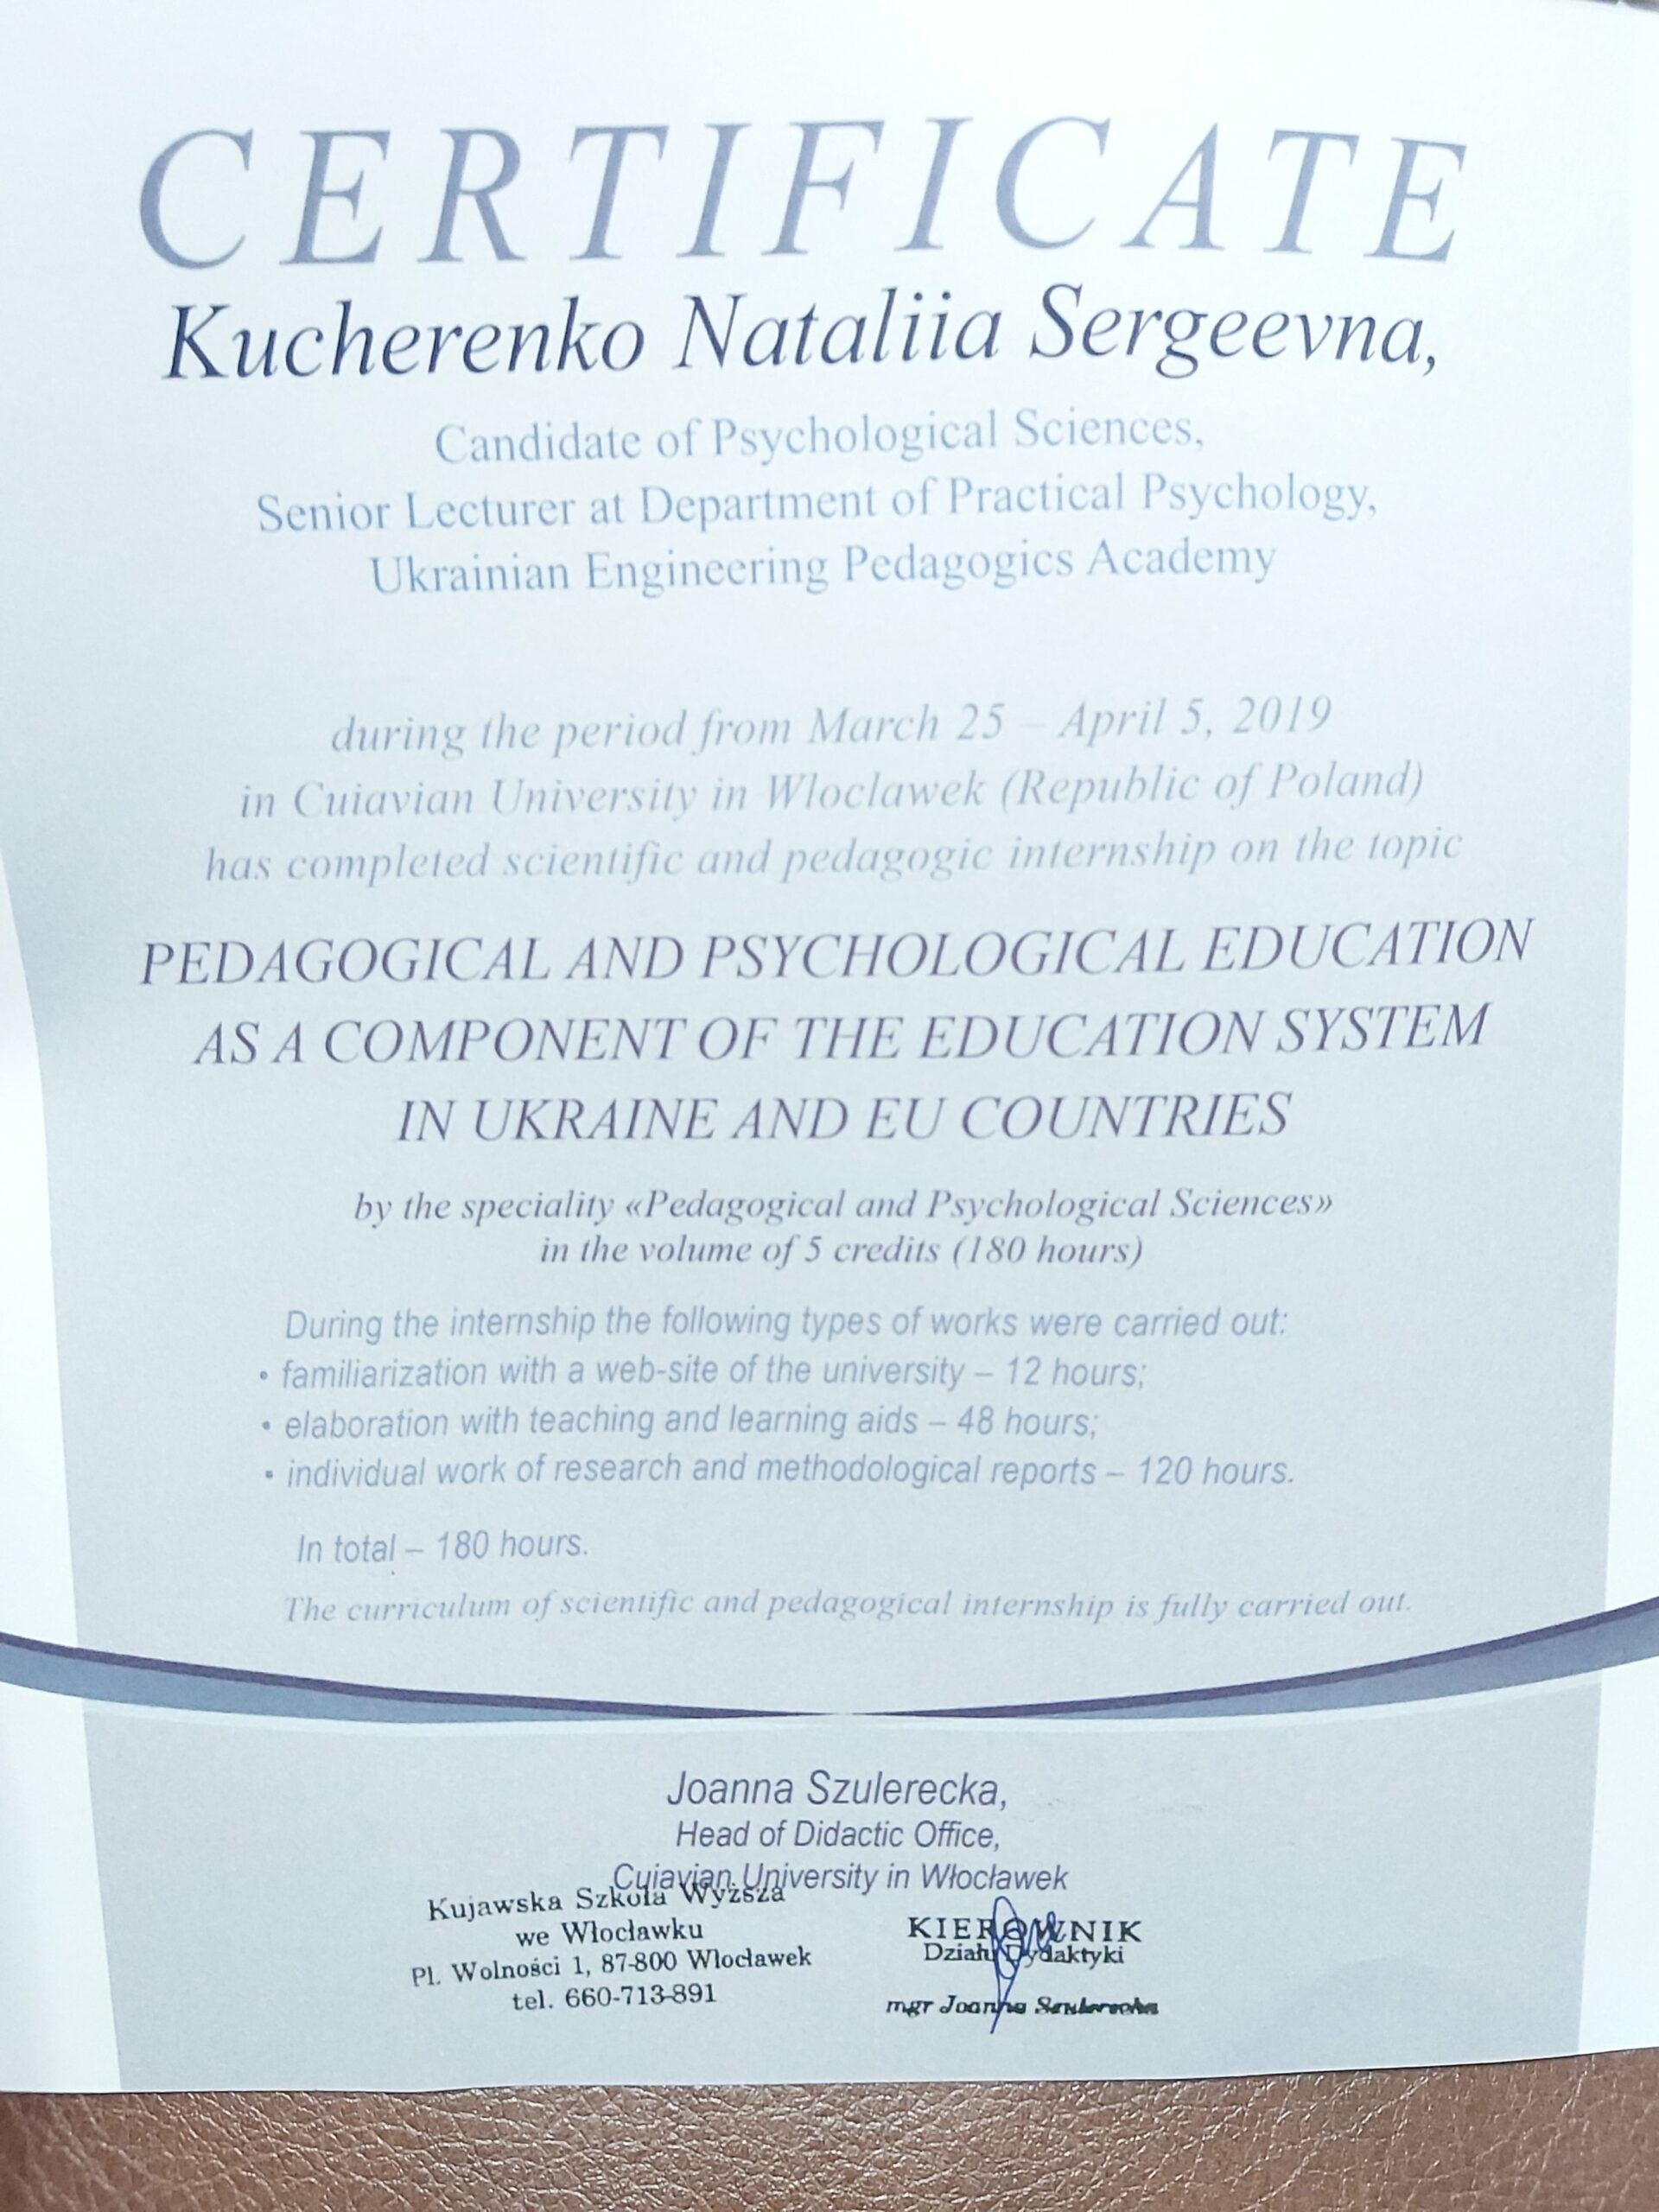 CERTIFICATE
Kucherenko Nataliia Sergeevna,
Candidate of Psychological Sciences,
Senior Lecturer at Department of Practical Psychology,
Ukrainian Engineering Pedagogics Academy
during the period from March 25 – April 5, 2019
in Cuiavian University in Wloclawek (Republic of Poland)
has completed scientific and pedagogic internship on the topic
PEDAGOGICAL AND PSYCHOLOGICAL EDUCATION
AS A COMPONENT OF THE EDUCATION SYSTEM
IN UKRAINE AND EU COUNTRIES
by the speciality «Pedagogical and Psychological Sciences»
in the volume of 5 credits (180 hours)
During the internship the following types of works were carried out:
• familiarization with a web-site of the university – 12 hours;
• elaboration with teaching and learning aids – 48 hours;
• individual work of research and methodological reports – 120 hours.
In total – 180 hours.
The curriculum of scientific and pedagogical internship is fully carried out.
Joanna Szulerecka,
Head of Didactic Office,
Cuiavian University in Włocławek
Kujawska Szkoła Wyższa
we Włocławku
Pl. Wolności 1, 87-800 Włocławek
tel. 660-713-891
KIEROWNIK
Działu Dydaktyki
mgr Joanna Szulerecka